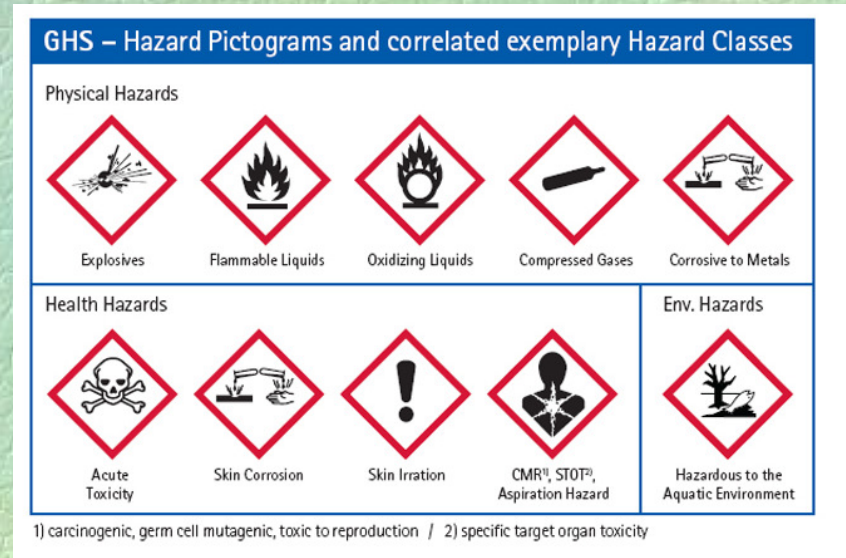 GHS – Hazard Pictograms and correlated exemplary Hazard Classes
Physical Hazards
Explosives
Flammable Liquids
Oxidizing Liquids
Compressed Gases
Corrosive to Metals
Health Hazards
Acute
Toxicity
Skin Corrosion
Skin Irration
CMR¹⁾, STOT²⁾,
Aspiration Hazard
Env. Hazards
Hazardous to the
Aquatic Environment
1) carcinogenic, germ cell mutagenic, toxic to reproduction / 2) specific target organ toxicity